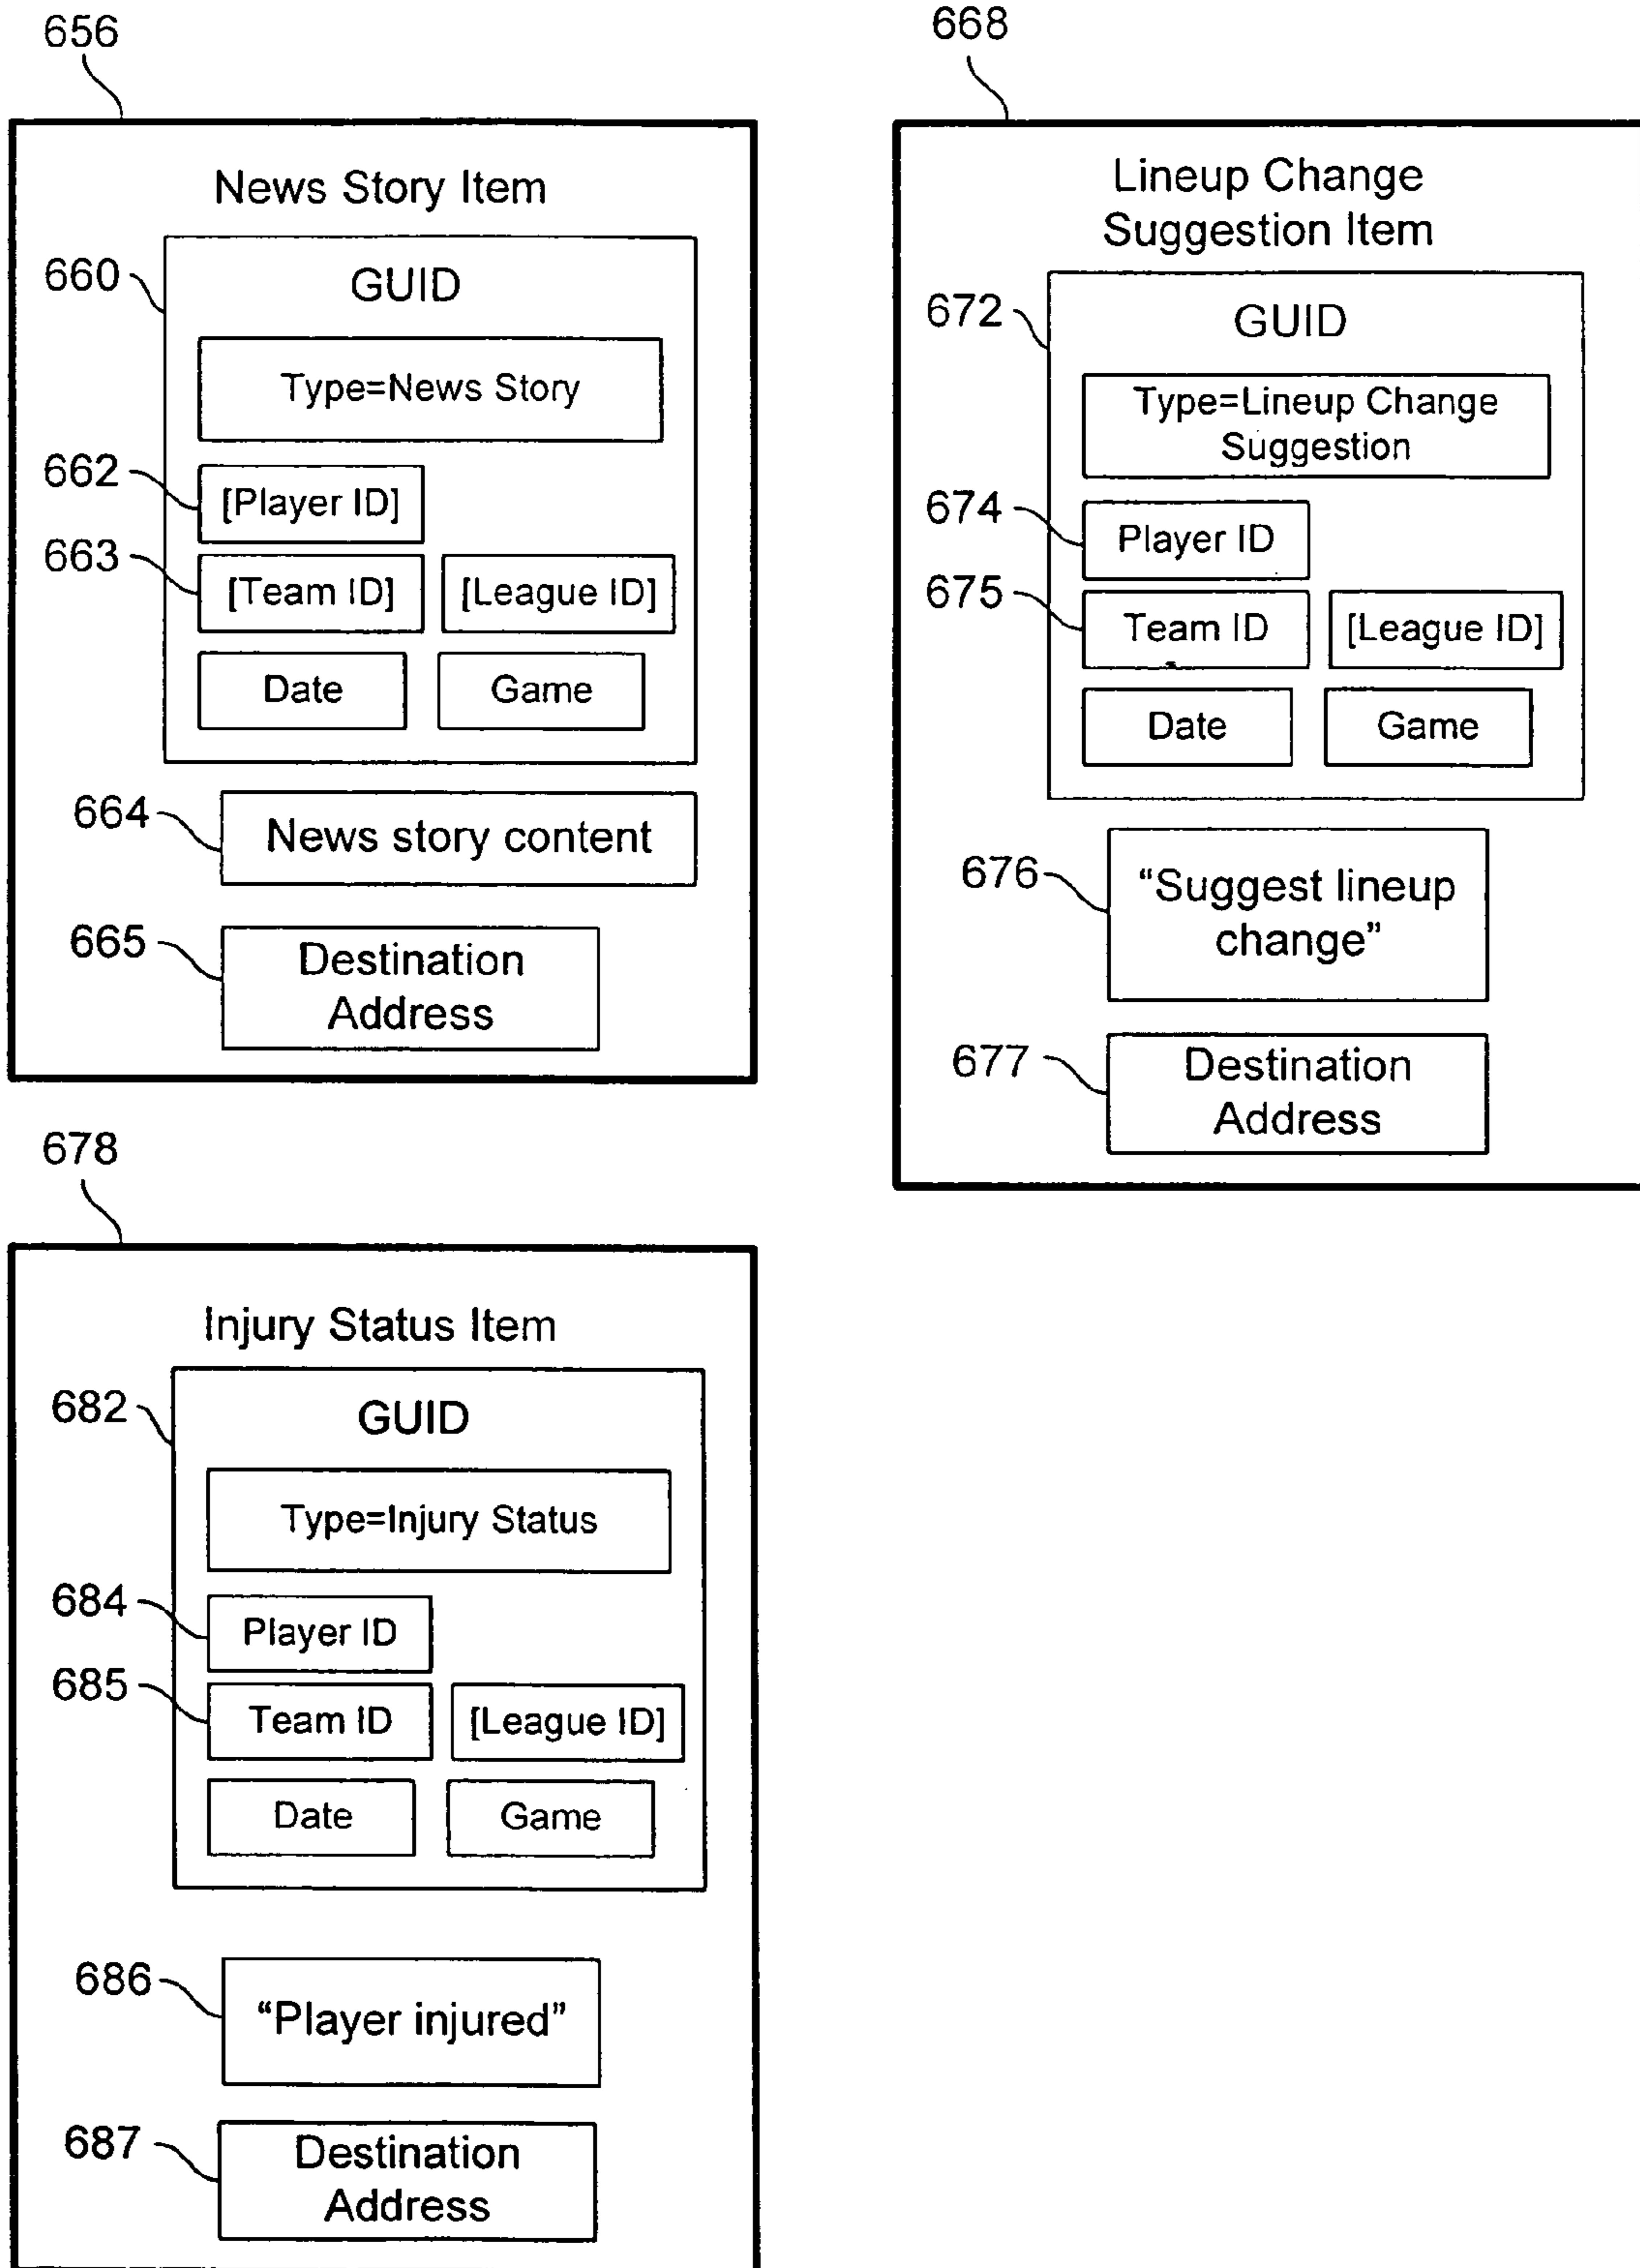 656
News Story Item
660
GUID
Type=News Story
662
[Player ID]
663
[Team ID] [League ID]
Date Game
664
News story content
665
Destination
Address
668
Lineup Change
Suggestion Item
672
GUID
Type=Lineup Change
Suggestion
674
Player ID
675
Team ID [League ID]
Date Game
676
“Suggest lineup
change”
677
Destination
Address
678
Injury Status Item
682
GUID
Type=Injury Status
684
Player ID
685
Team ID [League ID]
Date Game
686
“Player injured”
687
Destination
Address